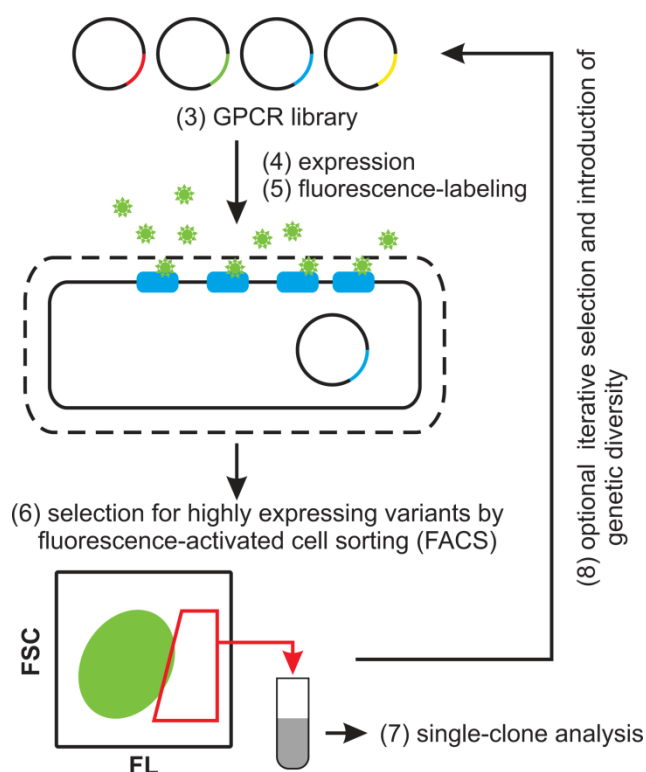 (3) GPCR library
(4) expression
(5) fluorescence-labeling
(6) selection for highly expressing variants by
fluorescence-activated cell sorting (FACS)
FSC
FL
(7) single-clone analysis
(8) optional iterative selection and introduction of
genetic diversity